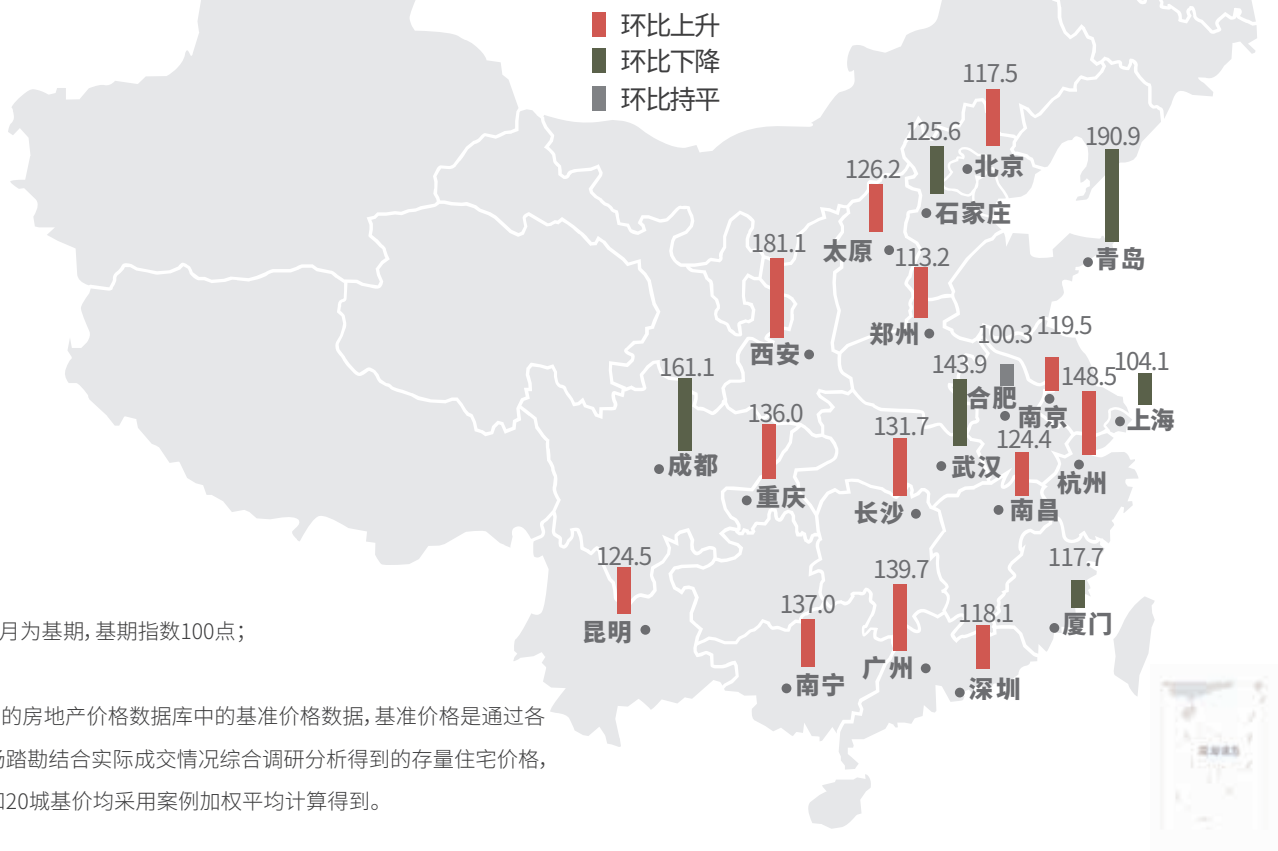 环比上升
环比下降
环比持平
117.5
北京
125.6
石家庄
190.9
青岛
126.2
太原
181.1
西安
113.2
郑州
100.3
合肥
119.5
南京
143.9
武汉
148.5
杭州
104.1
上海
161.1
成都
136.0
重庆
131.7
长沙
124.4
南昌
124.5
昆明
139.7
广州
137.0
南宁
118.1
深圳
117.7
厦门
月为基期，基期指数100点；
的房地产价格数据库中的基准价格数据，基准价格是通过各
踏勘结合实际成交情况综合调研分析得到的存量住宅价格，
20城基价均采用案例加权平均计算得到。